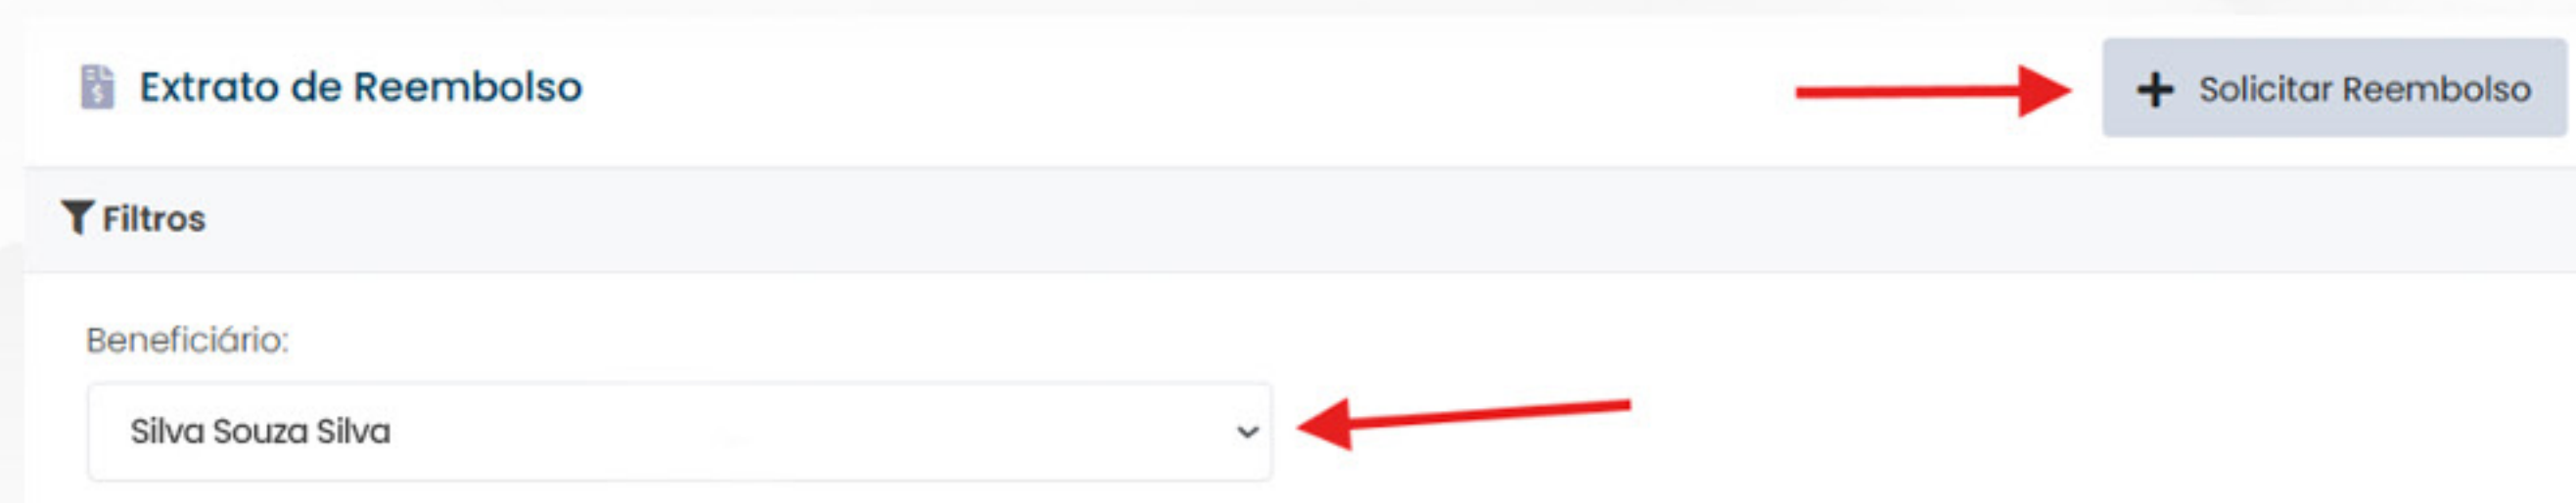 Extrato de Reembolso
Solicitar Reembolso
Filtros
Beneficiário:
Silva Souza Silva